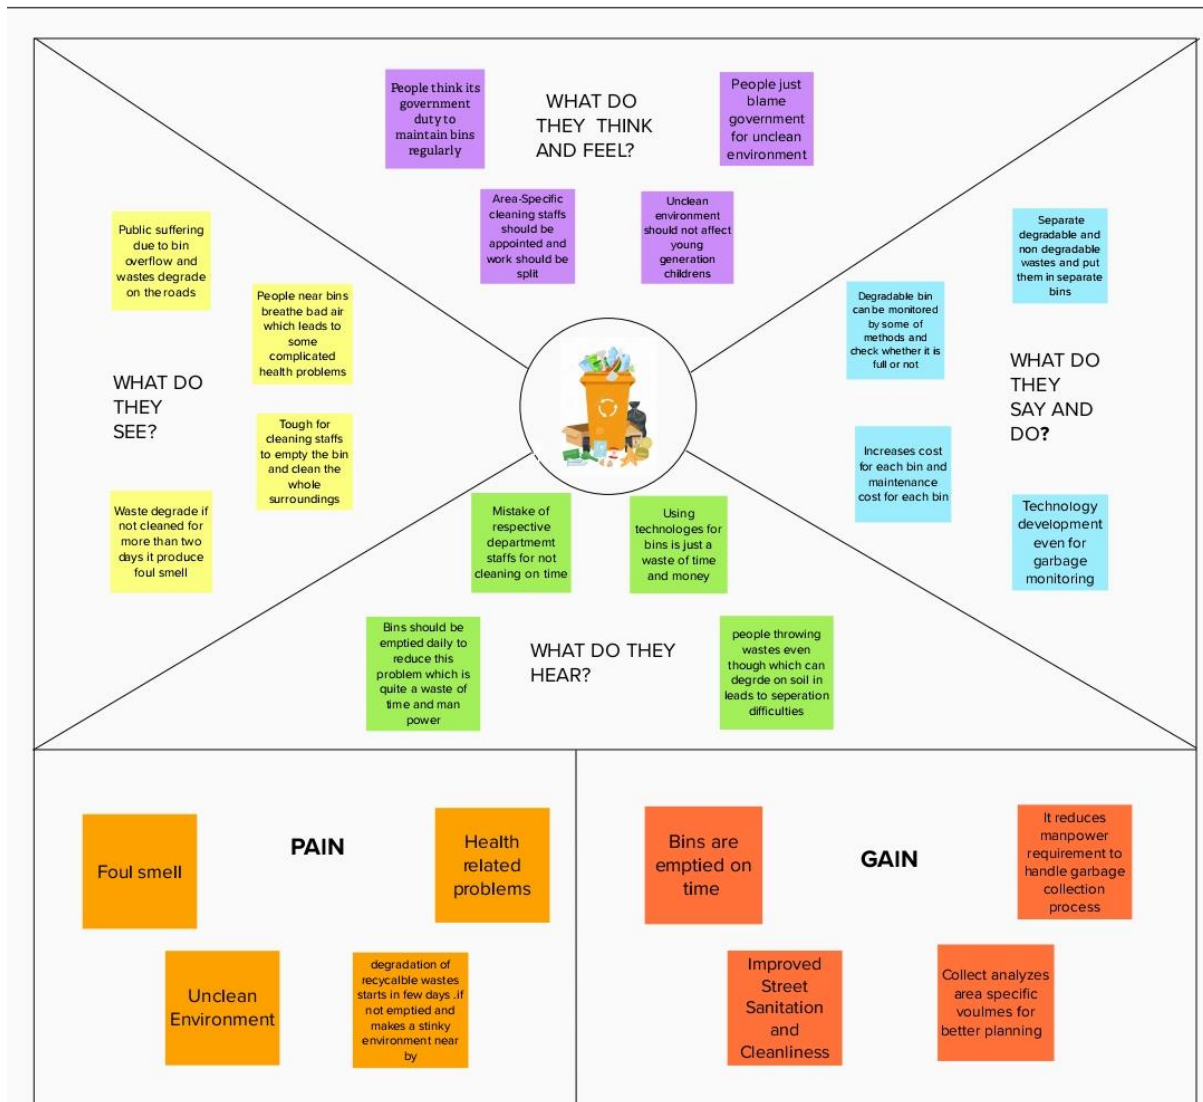 People think its
government
duty to
maintain bins
regularly
WHAT DO
THEY THINK
AND FEEL?
People just
blame
government
for unclean
environment
Area-Specific
cleaning staffs
should be
appointed and
work should be
split
Unclean
environment
should not affect
young
generation
childrens
Public suffering
due to bin
overflow and
wastes degrade
on the roads
People near bins
breathe bad air
which leads to
some
complicated
health problems
WHAT DO
THEY
SEE?
Tough for
cleaning staffs
to empty the bin
and clean the
whole
surroundings
Waste degrade if
not cleaned for
more than two
days it produce
foul smell
Separate
degradable and
non degradable
wastes and put
them in separate
bins
Degradable bin
can be monitored
by some of
methods and
check whether it is
full or not
WHAT DO
THEY
SAY AND
DO?
Increases cost
for each bin and
maintenance
cost for each bin
Technology
development
even for
garbage
monitoring
Mistake of
respective
departmemt
staffs for not
cleaning on time
Using
technologes for
bins is just a
waste of time
and money
Bins should be
emptied daily to
reduce this
problem which is
quite a waste of
time and man
power
WHAT DO THEY
HEAR?
people throwing
wastes even
though which can
degrde on soil in
leads to seperation
difficulties
Foul smell
PAIN
Health
related
problems
Unclean
Environment
degradation of
recycalble wastes
starts in few days .if
not emptied and
makes a stinky
environment near
by
Bins are
emptied on
time
GAIN
It reduces
manpower
requirement to
handle garbage
collection
process
Improved
Street
Sanitation
and
Cleanliness
Collect analyzes
area specific
voulmes for
better planning